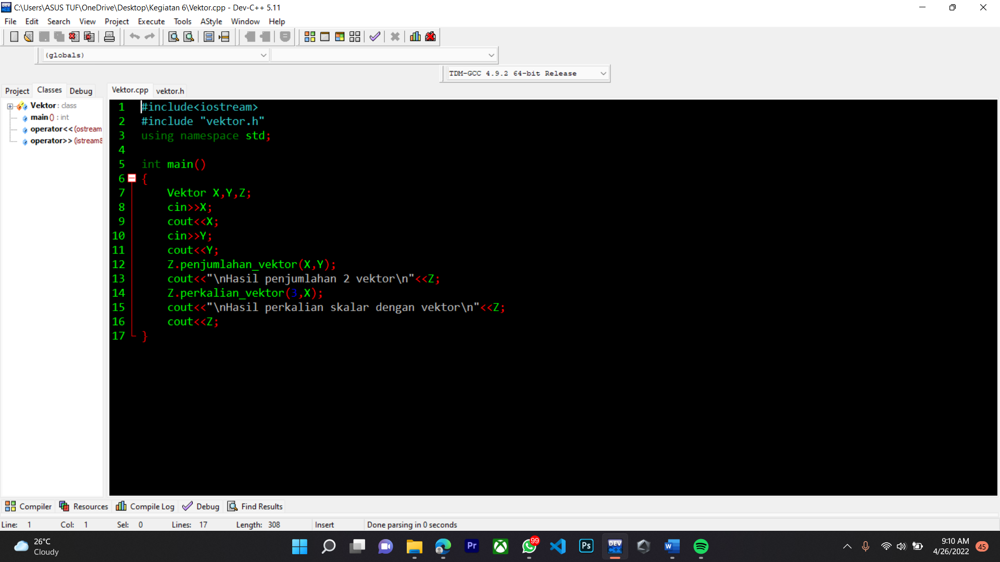 C:\Users\ASUS TUF\OneDrive\Desktop\Kegiatan 6\Vektor.cpp - Dev-C++ 5.11
File Edit Search View Project Execute Tools AStyle Window Help
(globals)
TDM-GCC 4.9.2 64-bit Release
Project Classes Debug
Vektor.cpp vektor.h
Vektor : class
main () : int
operator<< (ostream
operator>> (istream&
1 #include<iostream>
2 #include "vektor.h"
3 using namespace std;
4
5 int main()
6 {
7 Vektor X,Y,Z;
8 cin>>X;
9 cout<<X;
10 cin>>Y;
11 cout<<Y;
12 Z.penjumlahan_vektor(X,Y);
13 cout<<"\nHasil penjumlahan 2 vektor\n"<<Z;
14 Z.perkalian_vektor(3,X);
15 cout<<"\nHasil perkalian skalar dengan vektor\n"<<Z;
16 cout<<Z;
17 }
Compiler Resources Compile Log Debug Find Results
Line: 1 Col: 1 Sel: 0 Lines: 17 Length: 308 Insert Done parsing in 0 seconds
26°C
Cloudy
Pr
99
Ps
DEV
C++
W
9:10 AM
4/26/2022
45